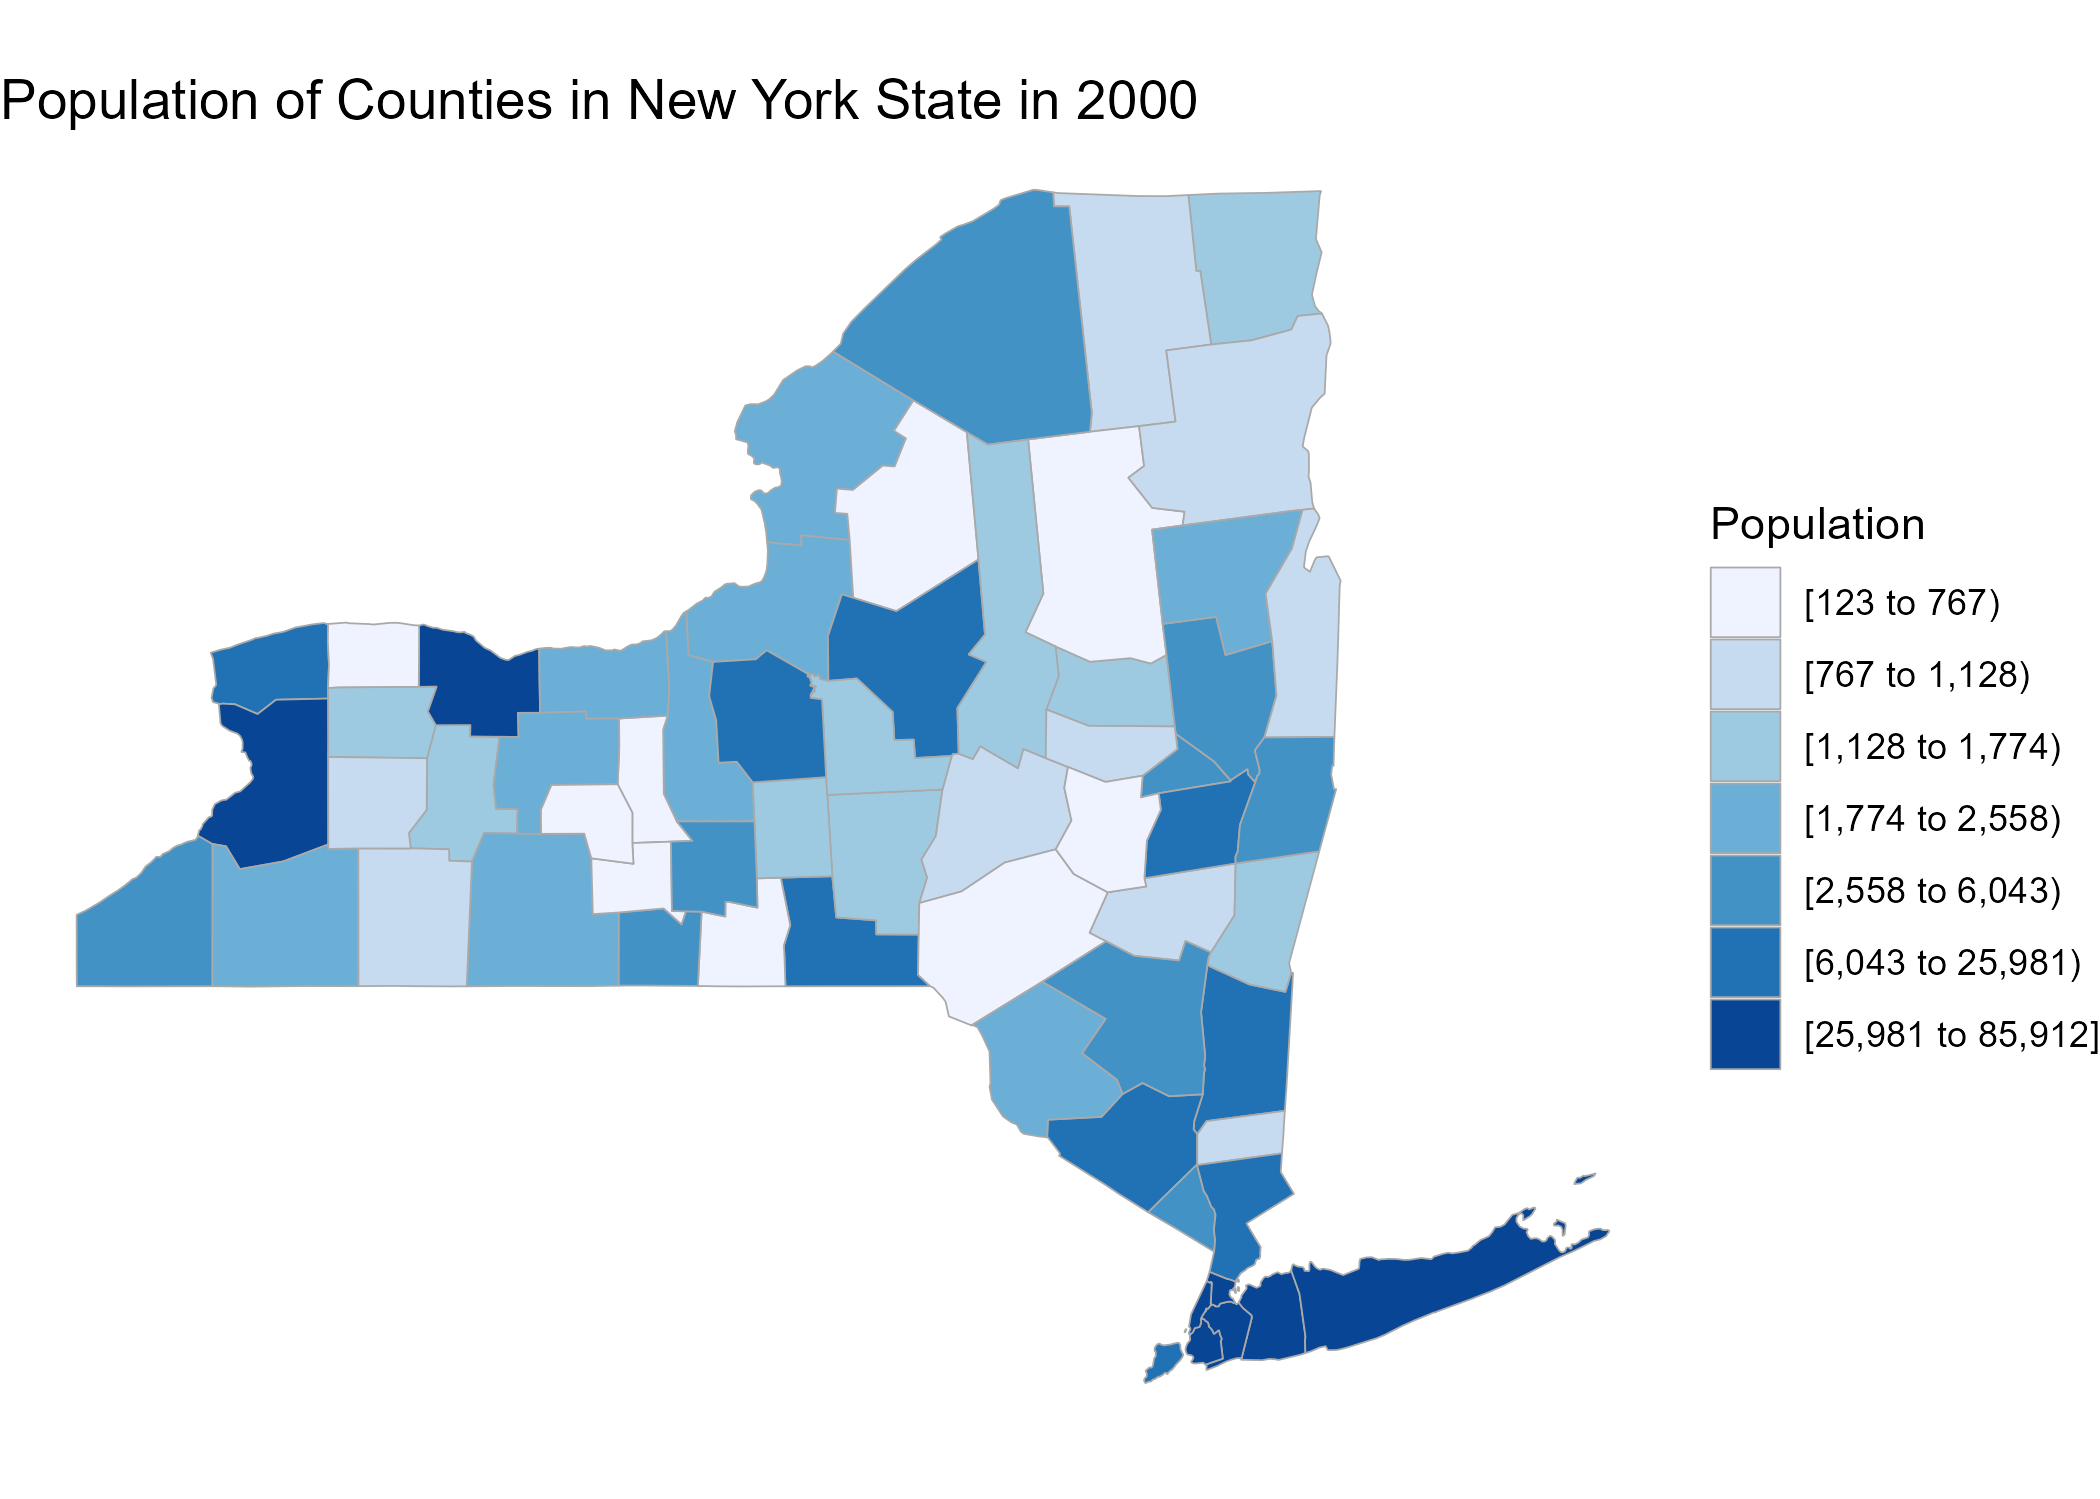 Population of Counties in New York State in 2000
Population
[123 to 767)
[767 to 1,128)
[1,128 to 1,774)
[1,774 to 2,558)
[2,558 to 6,043)
[6,043 to 25,981)
[25,981 to 85,912]